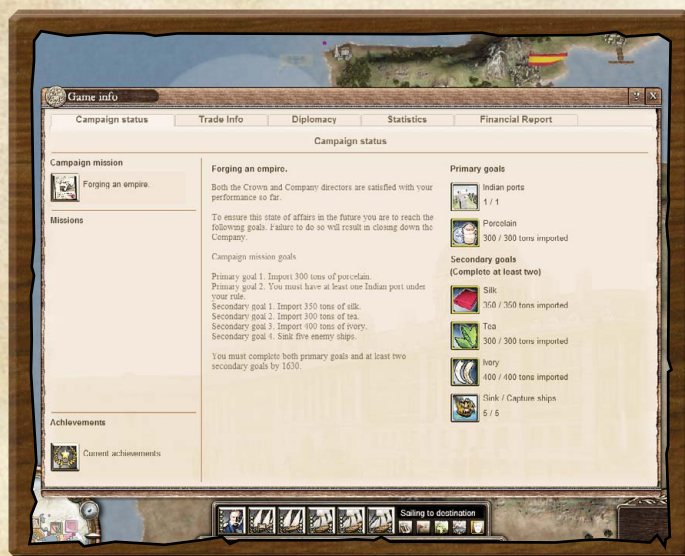 Game info
? X
Campaign status
Trade Info
Diplomacy
Statistics
Financial Report
Campaign status
Campaign mission
Forging an empire.
Missions
Achievements
Current achievements
Forging an empire.
Both the Crown and Company directors are satisfied with your
performance so far.
To ensure this state of affairs in the future you are to reach the
following goals. Failure to do so will result in closing down the
Company.
Campaign mission goals
Primary goal 1. Import 300 tons of porcelain.
Primary goal 2. You must have at least one Indian port under
your rule.
Secondary goal 1. Import 350 tons of silk.
Secondary goal 2. Import 300 tons of tea.
Secondary goal 3. Import 400 tons of ivory.
Secondary goal 4. Sink five enemy ships.
You must complete both primary goals and at least two
secondary goals by 1630.
Primary goals
Indian ports
1 / 1
Porcelain
300 / 300 tons imported
Secondary goals
(Complete at least two)
Silk
350 / 350 tons imported
Tea
300 / 300 tons imported
Ivory
400 / 400 tons imported
Sink / Capture ships
5 / 5
Sailing to destination